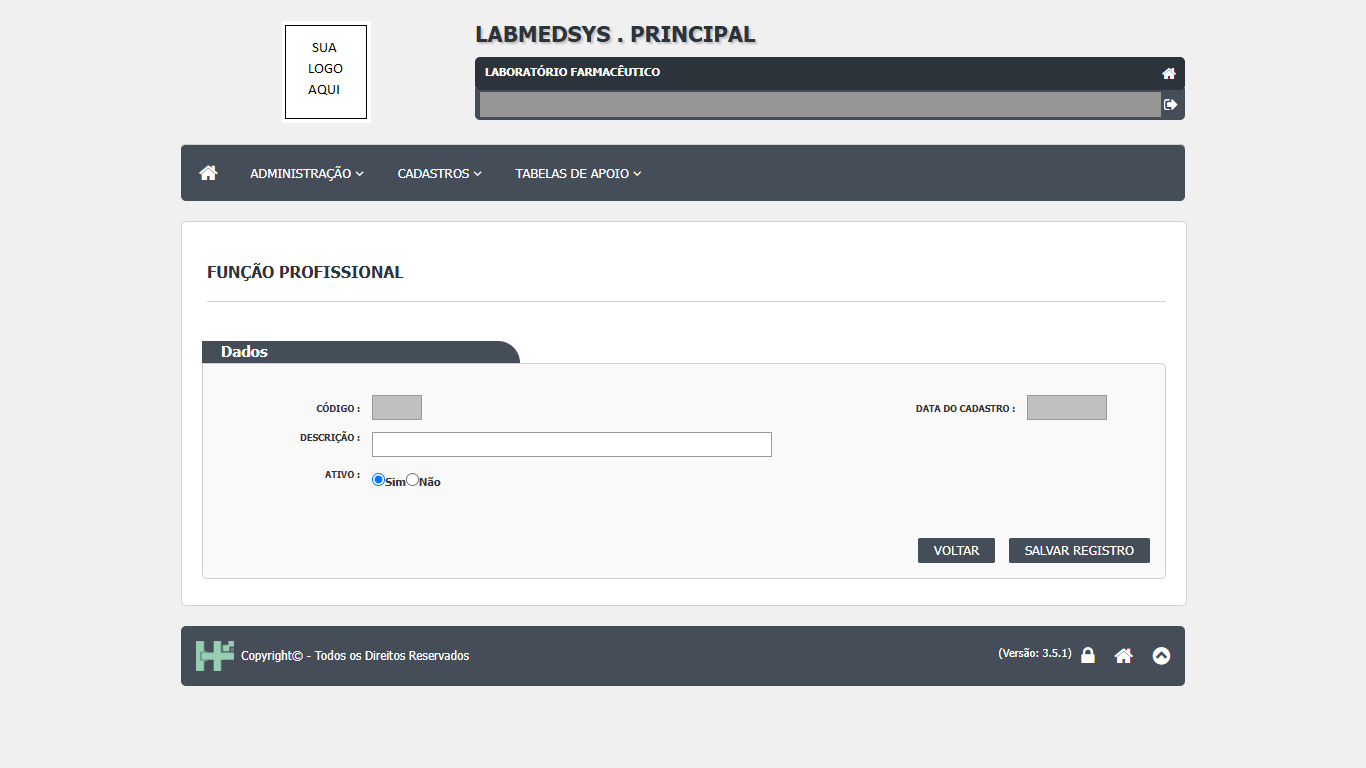 SUA
LOGO
AQUI
LABMEDSYS . PRINCIPAL
LABORATÓRIO FARMACÊUTICO
ADMINISTRAÇÃO CADASTROS TABELAS DE APOIO
FUNÇÃO PROFISSIONAL
Dados
CÓDIGO : DATA DO CADASTRO :
DESCRIÇÃO :
ATIVO : Sim Não
VOLTAR SALVAR REGISTRO
Copyright© - Todos os Direitos Reservados (Versão: 3.5.1)